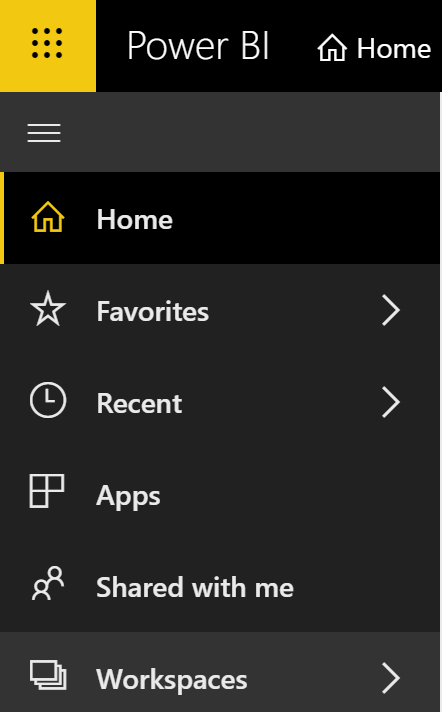 Power BI Home
Home
Favorites
Recent
Apps
Shared with me
Workspaces